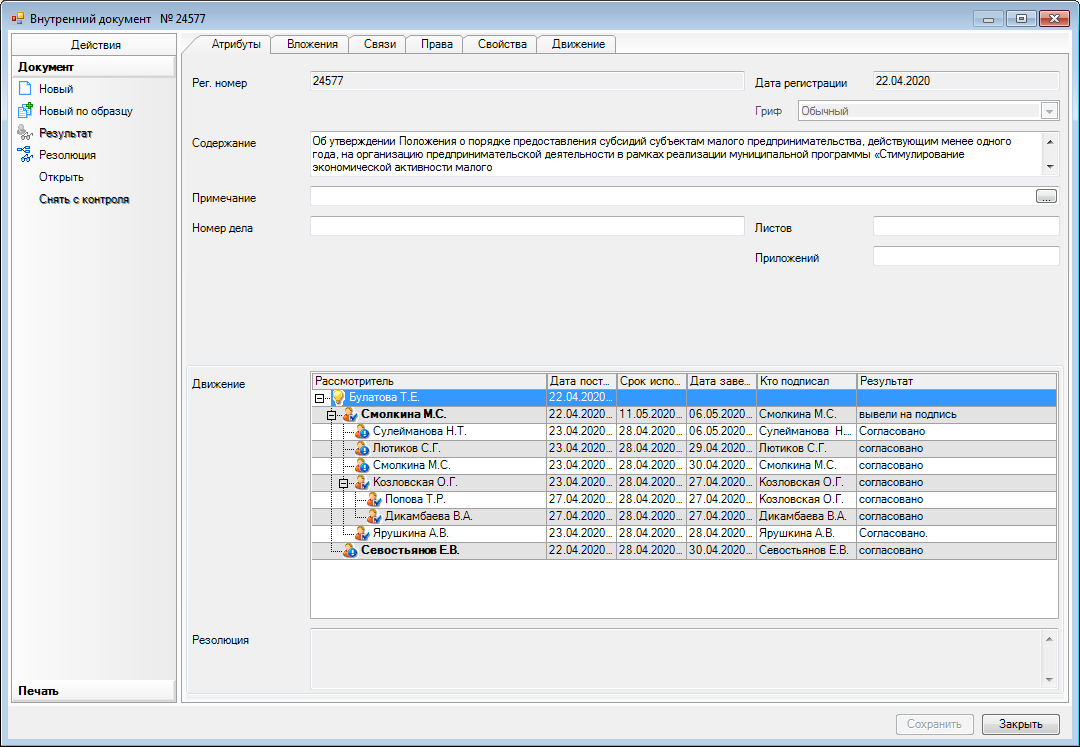 Внутренний документ № 24577
Действия
Документ
Новый
Новый по образцу
Результат
Резолюция
Открыть
Снять с контроля
Печать
Атрибуты Вложения Связи Права Свойства Движение
Рег. номер 24577 Дата регистрации 22.04.2020
Гриф Обычный
Содержание
Об утверждении Положения о порядке предоставления субсидий субъектам малого предпринимательства, действующим менее одного
года, на организацию предпринимательской деятельности в рамках реализации муниципальной программы «Стимулирование
экономической активности малого
Примечание ...
Номер дела Листов
Приложений
Движение
Рассмотритель Дата пост... Срок испо... Дата заве... Кто подписал Результат
Булатова Т.Е. 22.04.2020...
Смолкина М.С. 22.04.2020... 11.05.2020... 06.05.2020... Смолкина М.С. вывели на подпись
Сулейманова Н.Т. 23.04.2020... 28.04.2020... 06.05.2020... Сулейманова Н... Согласовано
Лютиков С.Г. 23.04.2020... 28.04.2020... 29.04.2020... Лютиков С.Г. согласовано
Смолкина М.С. 23.04.2020... 28.04.2020... 30.04.2020... Смолкина М.С. согласовано
Козловская О.Г. 23.04.2020... 28.04.2020... 27.04.2020... Козловская О.Г. согласовано
Попова Т.Р. 27.04.2020... 28.04.2020... 27.04.2020... Козловская О.Г. согласовано
Дикамбаева В.А. 27.04.2020... 28.04.2020... 27.04.2020... Дикамбаева В.А. согласовано
Ярушкина А.В. 23.04.2020... 28.04.2020... 28.04.2020... Ярушкина А.В. Согласовано.
Севостьянов Е.В. 22.04.2020... 28.04.2020... 30.04.2020... Севостьянов Е.В. согласовано
Резолюция
Сохранить Закрыть